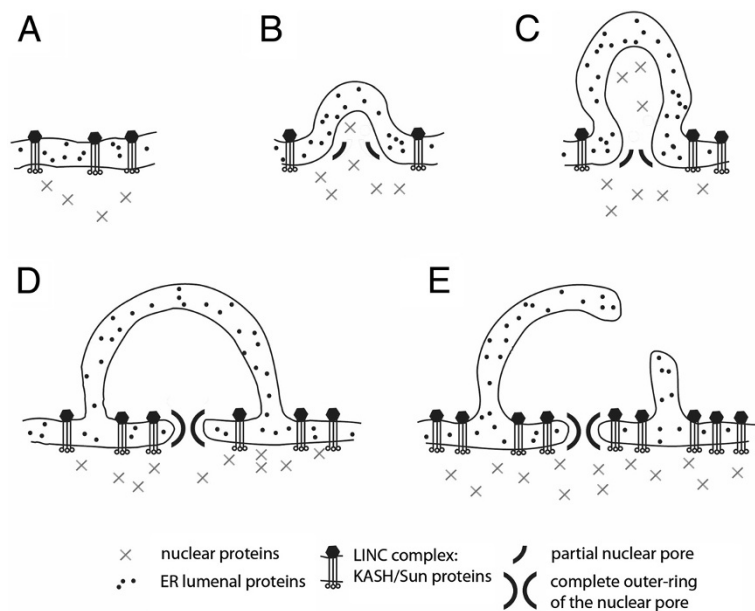 A
B
C
D
E
nuclear proteins
ER lumenal proteins
LINC complex:
KASH/Sun proteins
partial nuclear pore
complete outer-ring
of the nuclear pore